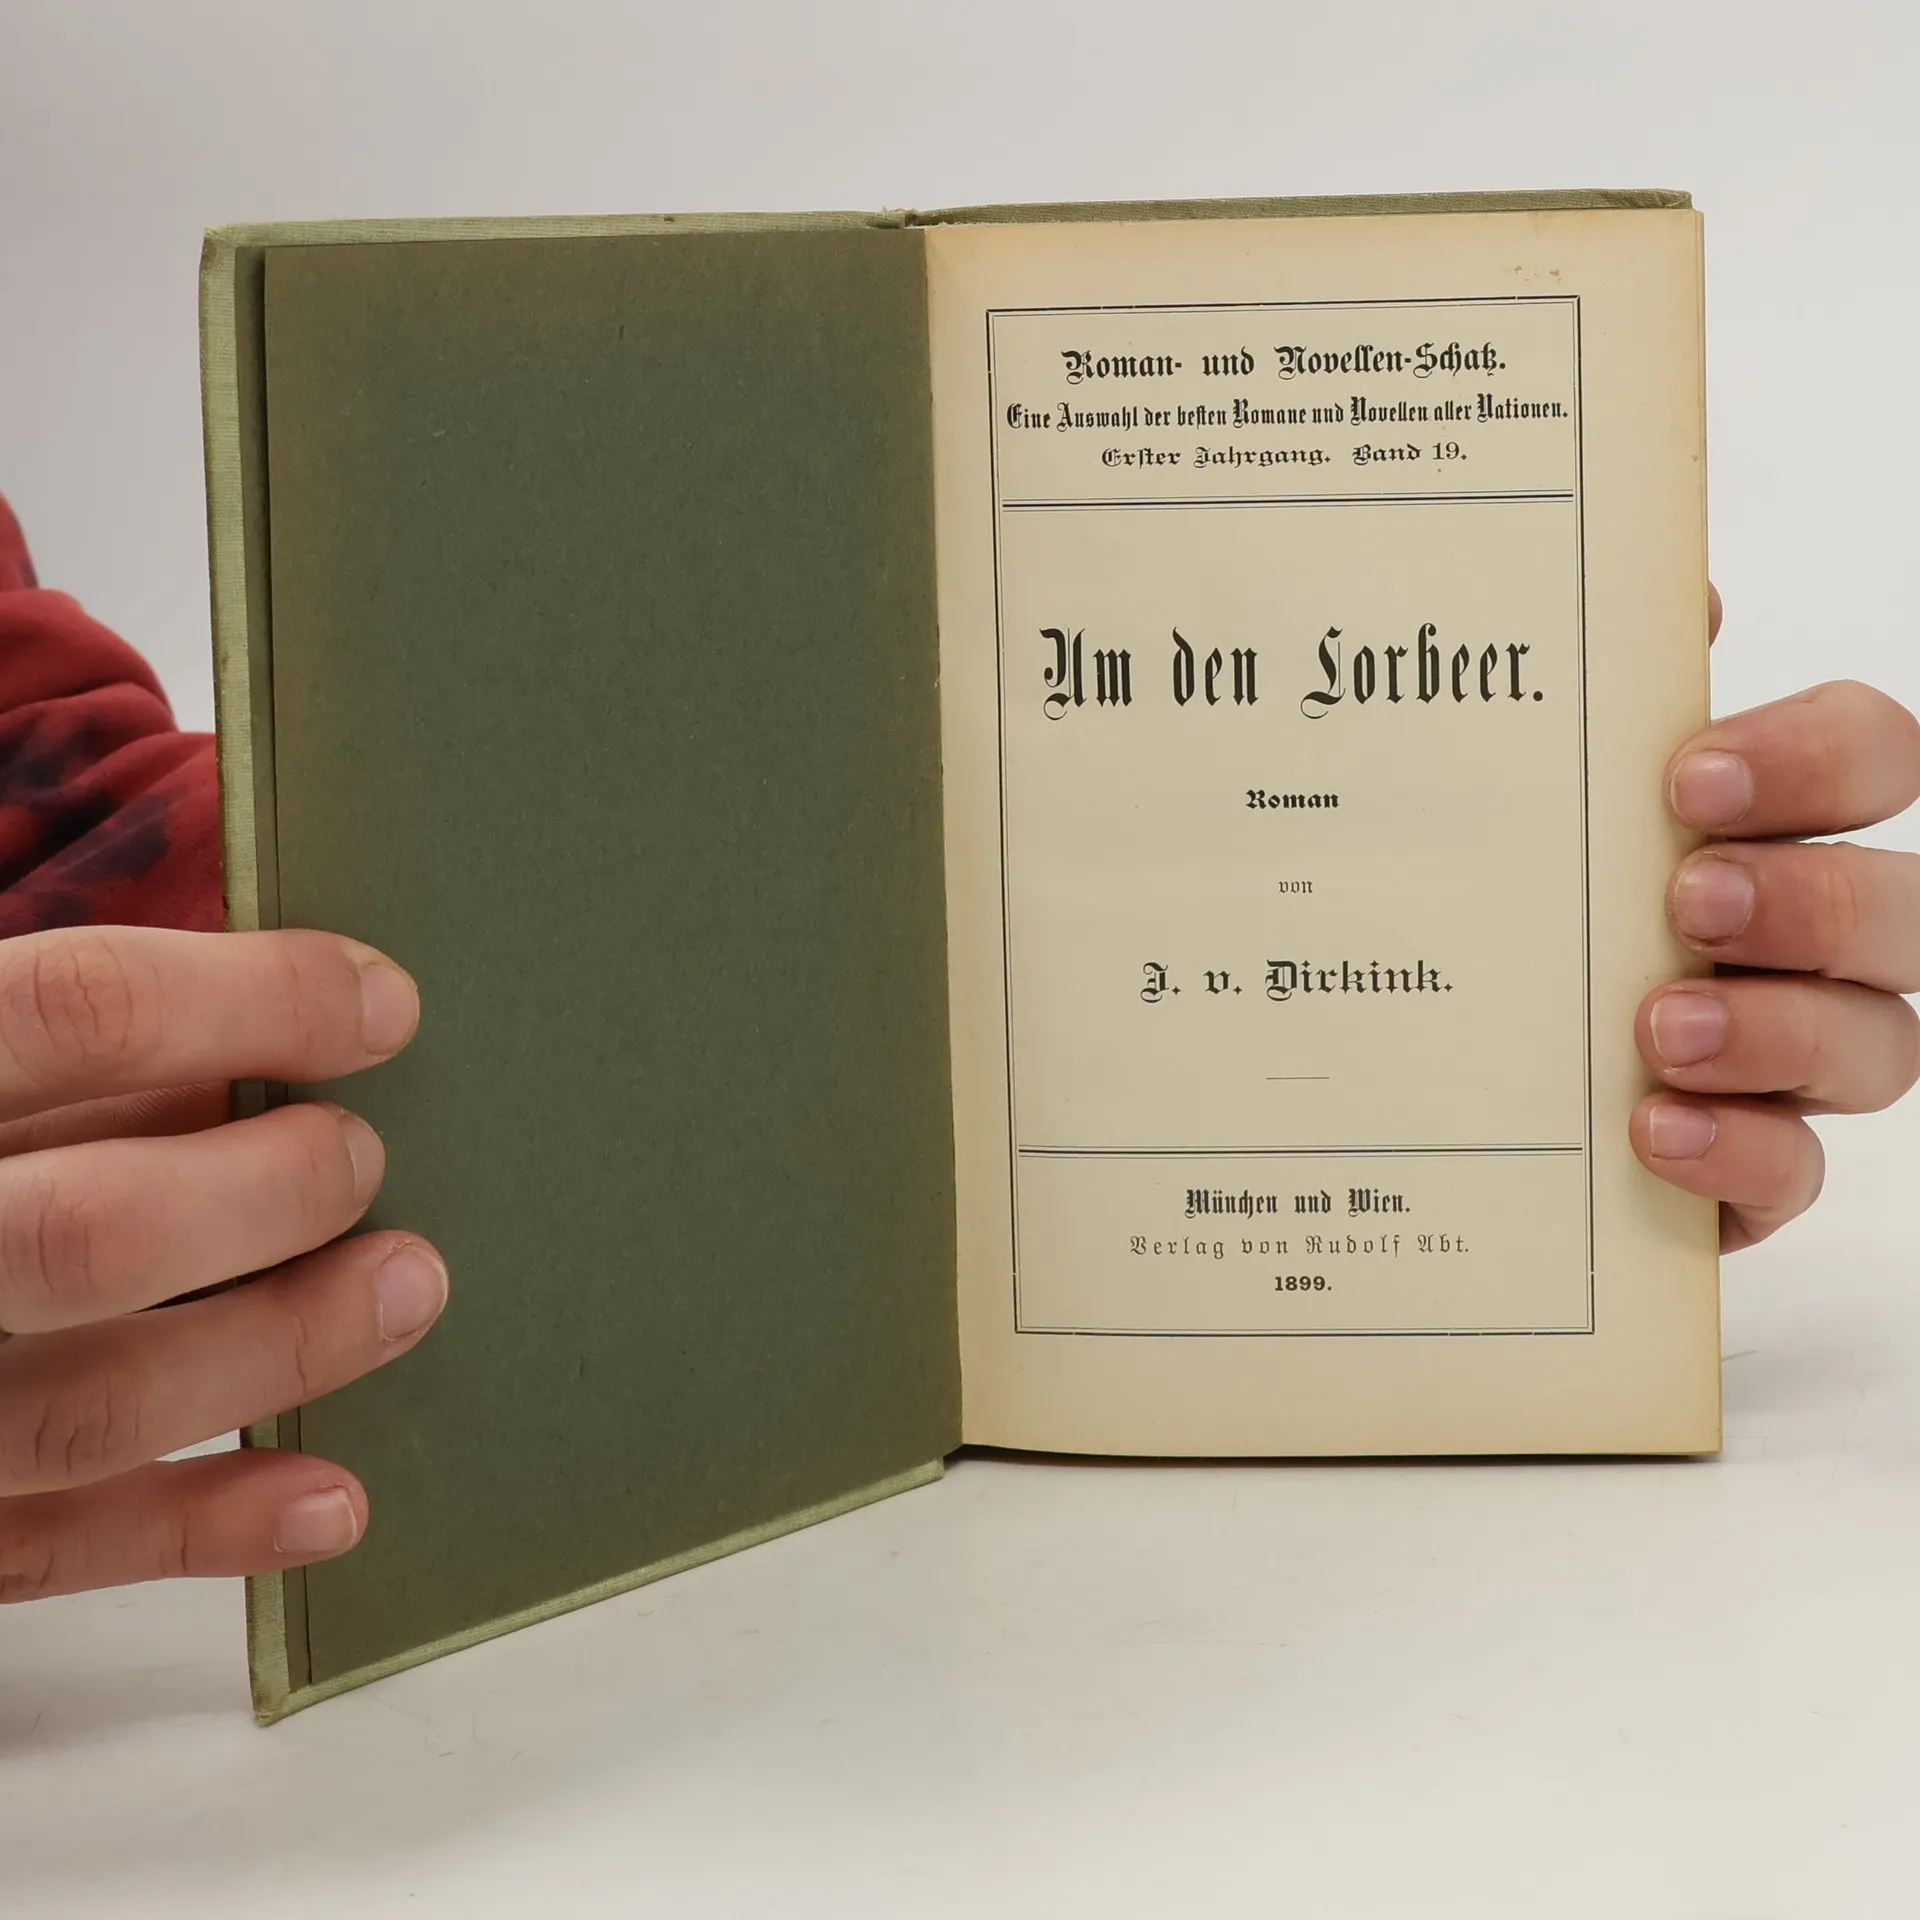 Roman- und Novellen-Schatz.
Eine Auswahl der besten Romane und Novellen aller Nationen.
Erster Jahrgang. Band 19.
Um den Lorbeer.
Roman
von
J. v. Dirkink.
München und Wien.
Verlag von Rudolf Abt.
1899.